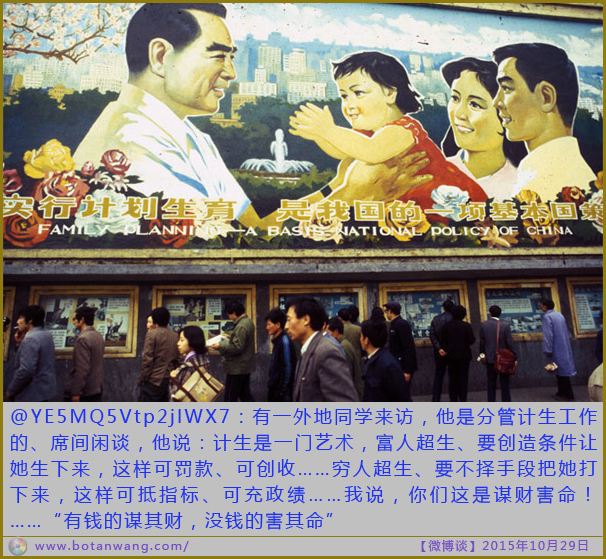 实行计划生育 是我国的一项基本国策
FAMILY PLANNING—A BASIC NATIONAL POLICY OF CHINA
@YE5MQ5Vtp2jIWX7：有一外地同学来访，他是分管计生工作
的、席间闲谈，他说：计生是一门艺术，富人超生、要创造条件让
她生下来，这样可罚款、可创收……穷人超生、要不择手段把她打
下来，这样可抵指标、可充政绩……我说，你们这是谋财害命！
……“有钱的谋其财，没钱的害其命”
www.botanwang.com/
【微博谈】2015年10月29日